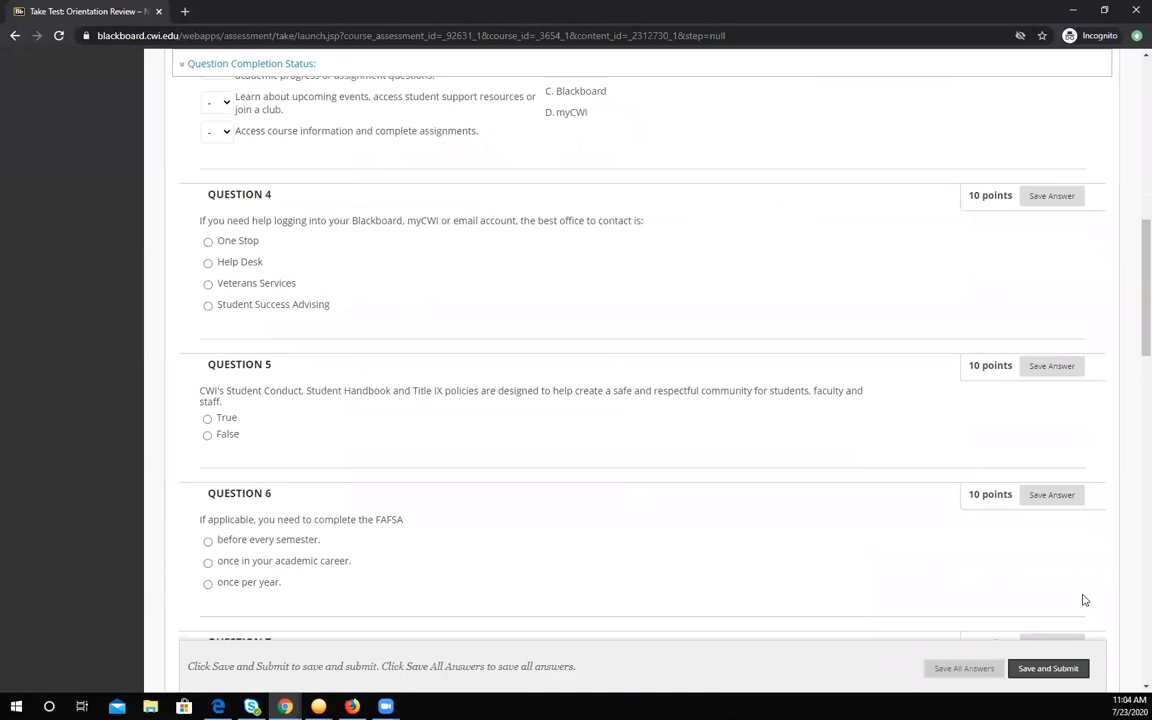 Take Test: Orientation Review – N
blackboard.cwi.edu/webapps/assessment/take/launch.jsp?course_assessment_id=_92631_1&course_id=_3654_1&content_id=_2312730_1&step=null
Incognito
Question Completion Status:
academic progress or assignment questions.
C. Blackboard
- Learn about upcoming events, access student support resources or
join a club.
D. myCWI
- Access course information and complete assignments.
QUESTION 4
10 points
Save Answer
If you need help logging into your Blackboard, myCWI or email account, the best office to contact is:
One Stop
Help Desk
Veterans Services
Student Success Advising
QUESTION 5
10 points
Save Answer
CWI's Student Conduct, Student Handbook and Title IX policies are designed to help create a safe and respectful community for students, faculty and
staff.
True
False
QUESTION 6
10 points
Save Answer
If applicable, you need to complete the FAFSA
before every semester.
once in your academic career.
once per year.
QUESTION 7
Click Save and Submit to save and submit. Click Save All Answers to save all answers.
Save All Answers
Save and Submit
11:04 AM
7/23/2020